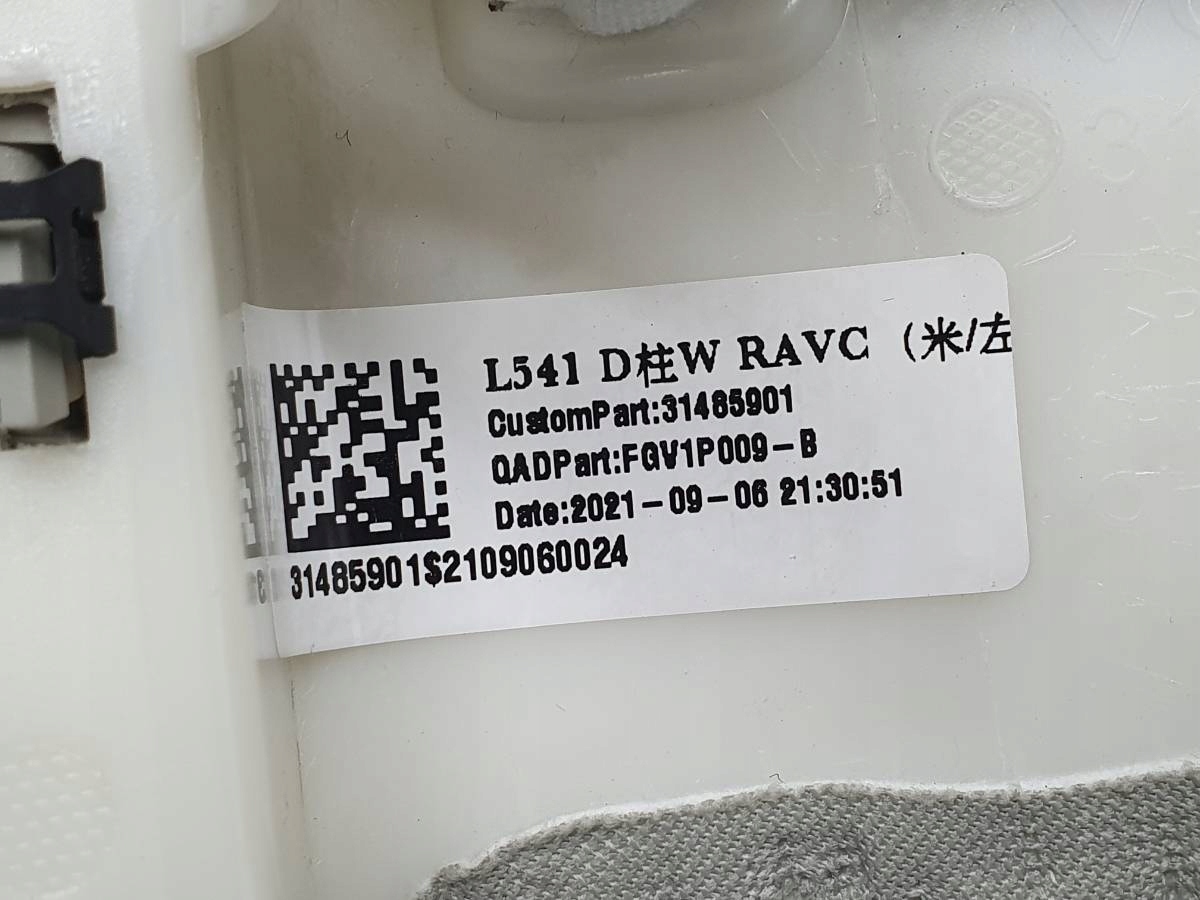 L541 D柱W RAVC （米/左
CustomPart:31485901
QADPart:FGV1P009-B
Date:2021-09-06 21:30:51
31485901$2109060024